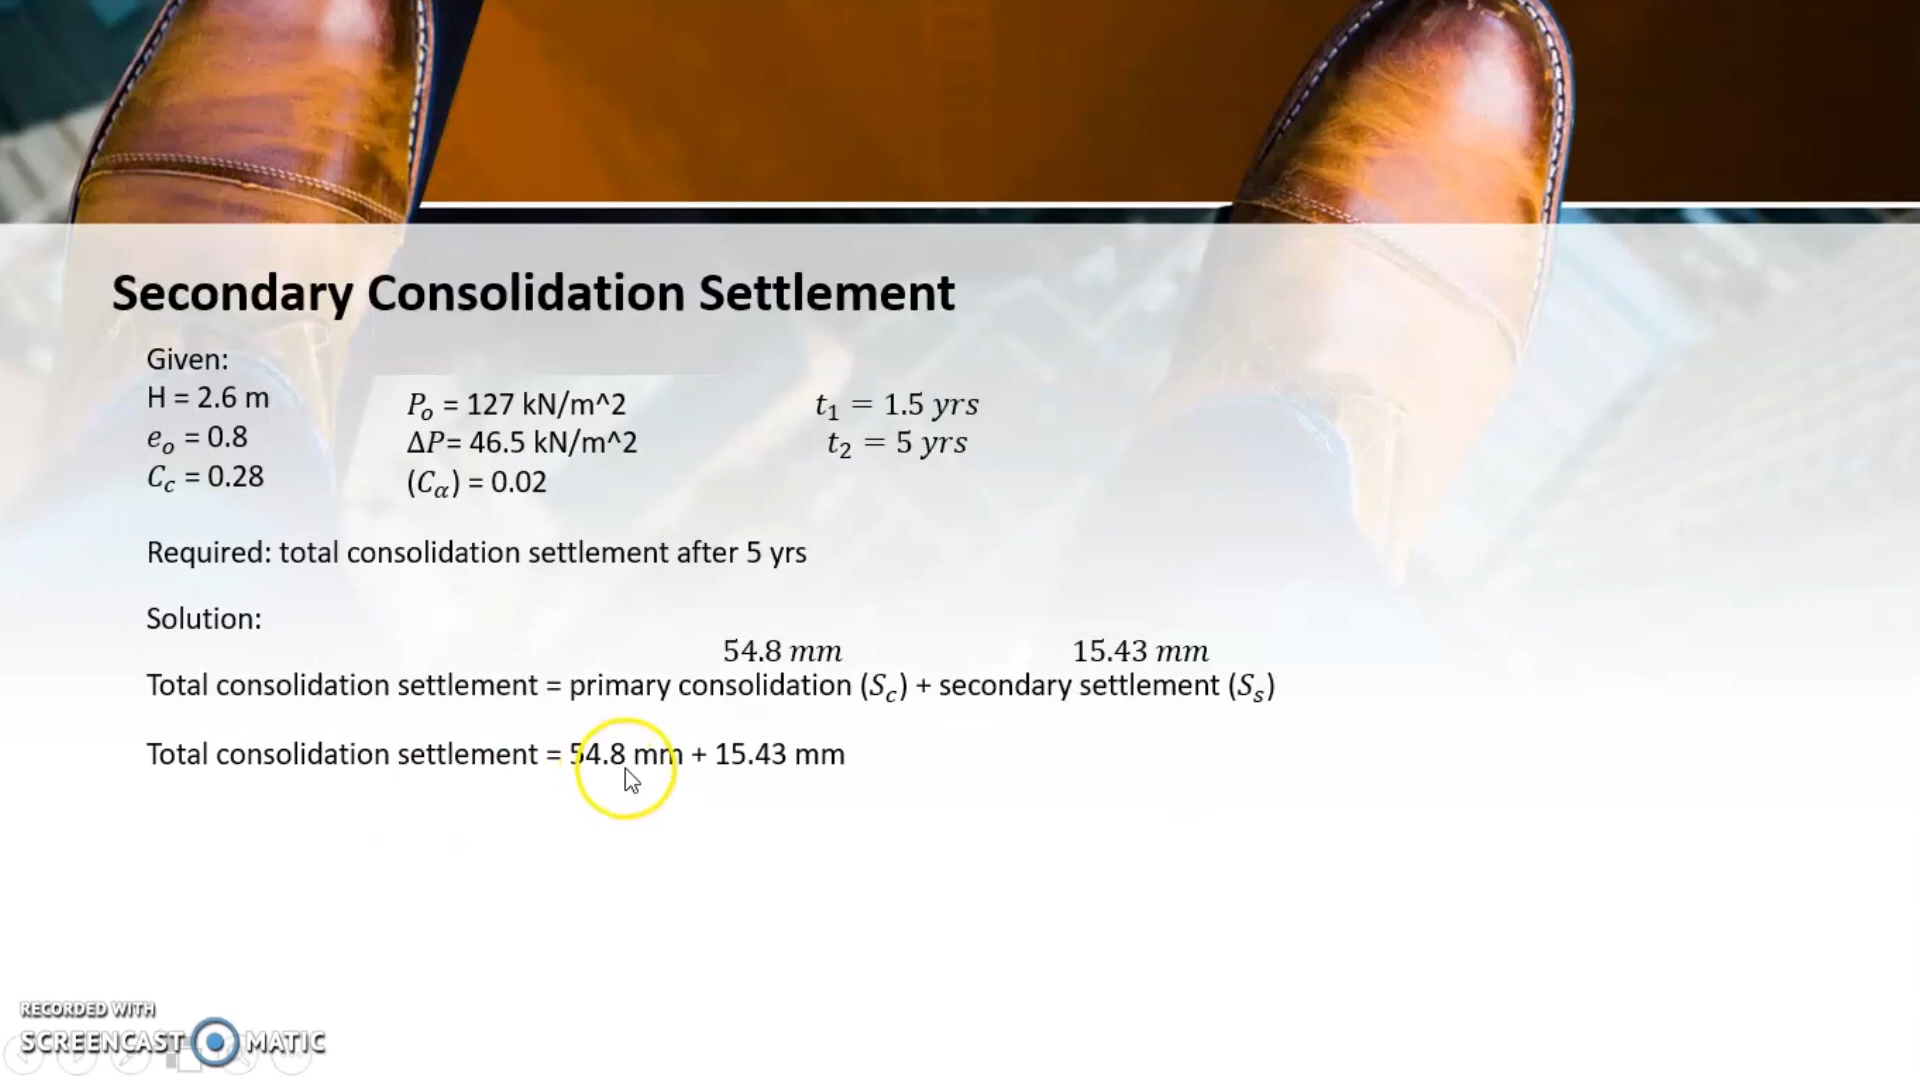 Secondary Consolidation Settlement
Given:
H = 2.6 m
eₒ = 0.8
C꜀ = 0.28
Pₒ = 127 kN/m^2
ΔP= 46.5 kN/m^2
(Cα) = 0.02
t₁ = 1.5 yrs
t₂ = 5 yrs
Required: total consolidation settlement after 5 yrs
Solution:
54.8 mm 15.43 mm
Total consolidation settlement = primary consolidation (S꜀) + secondary settlement (Sₛ)
Total consolidation settlement = 54.8 mm + 15.43 mm
RECORDED WITH
SCREENCAST MATIC